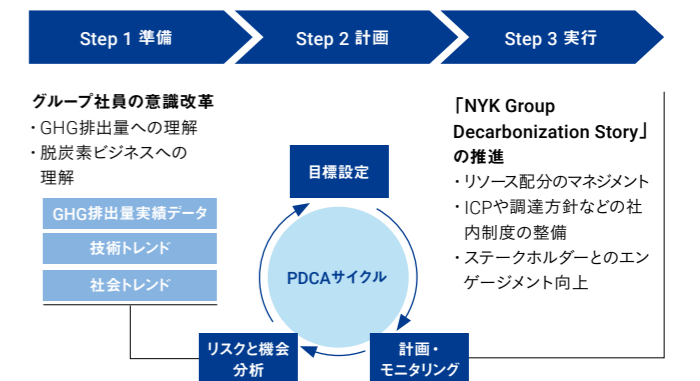 Step 1 準備
Step 2 計画
Step 3 実行
グループ社員の意識改革
・GHG排出量への理解
・脱炭素ビジネスへの
理解
GHG排出量実績データ
技術トレンド
社会トレンド
目標設定
PDCAサイクル
リスクと機会
分析
計画・
モニタリング
「NYK Group
Decarbonization Story」
の推進
・リソース配分のマネジメント
・ICPや調達方針などの社
内制度の整備
・ステークホルダーとのエン
ゲージメント向上